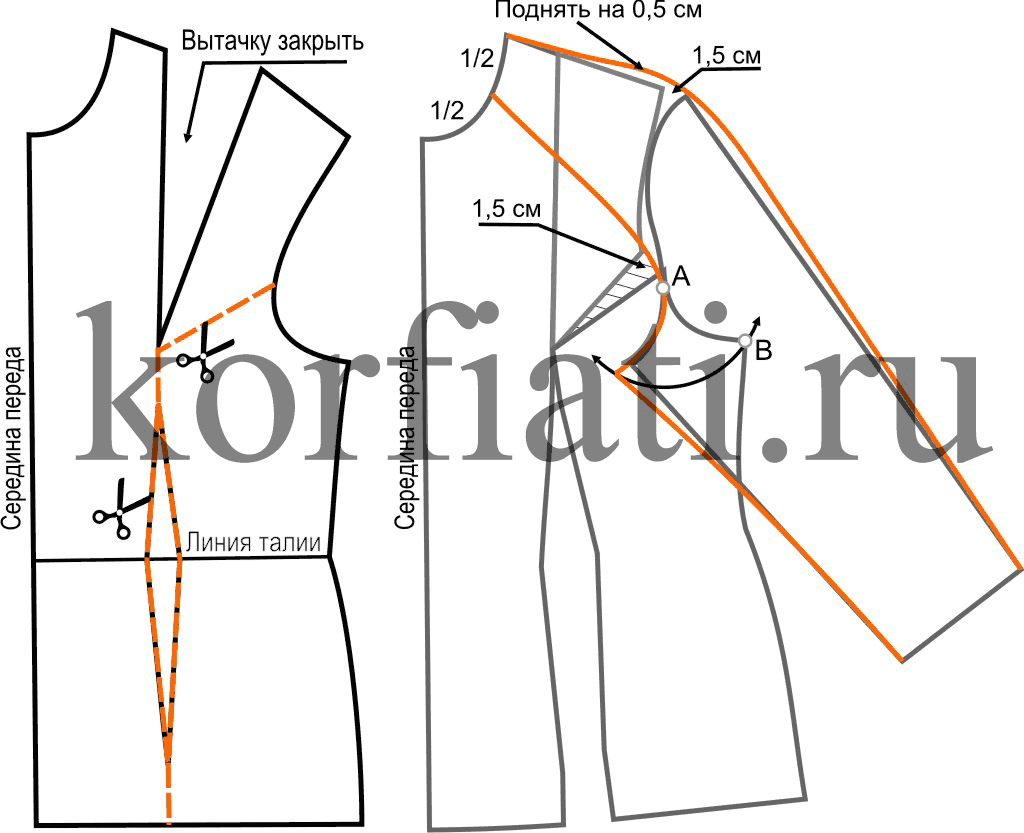 Поднять на 0,5 см
Вытачку закрыть
1/2
1,5 см
1/2
1,5 см
A
B
Середина переда
Середина переда
korfiati.ru
Линия талии